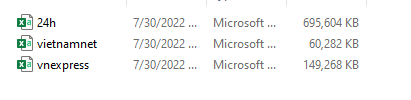 24h 7/30/2022 ... Microsoft ... 695,604 KB
vietnamnet 7/30/2022 ... Microsoft ... 60,282 KB
vnexpress 7/30/2022 ... Microsoft ... 149,268 KB